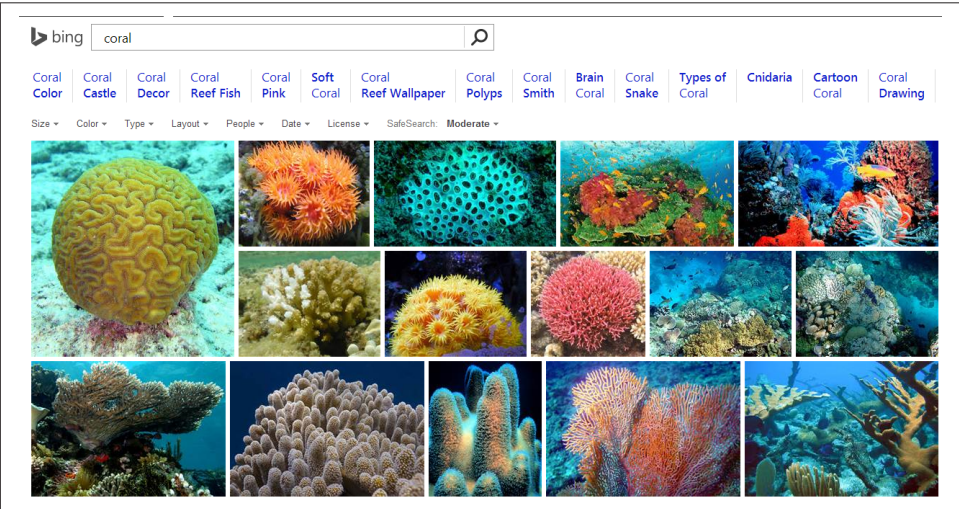 bing coral
Coral Coral Coral Coral Coral Soft Coral Coral Coral Brain Coral Types of Cnidaria Cartoon Coral
Color Castle Decor Reef Fish Pink Coral Reef Wallpaper Polyps Smith Coral Snake Coral Coral Drawing
Size Color Type Layout People Date License SafeSearch: Moderate